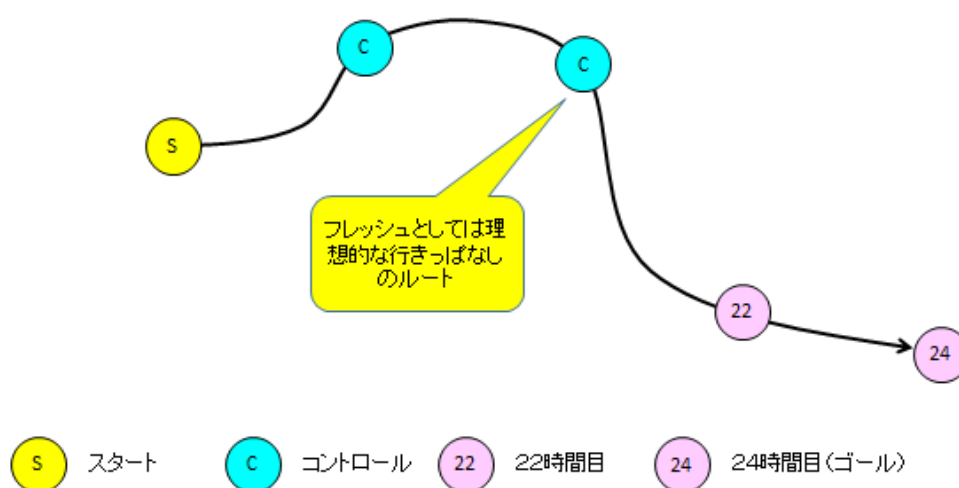 C
C
S
フレッシュとしては理
想的な行きっぱなし
のルート
22
24
S スタート
C コントロール
22 22時間目
24 24時間目(ゴール)